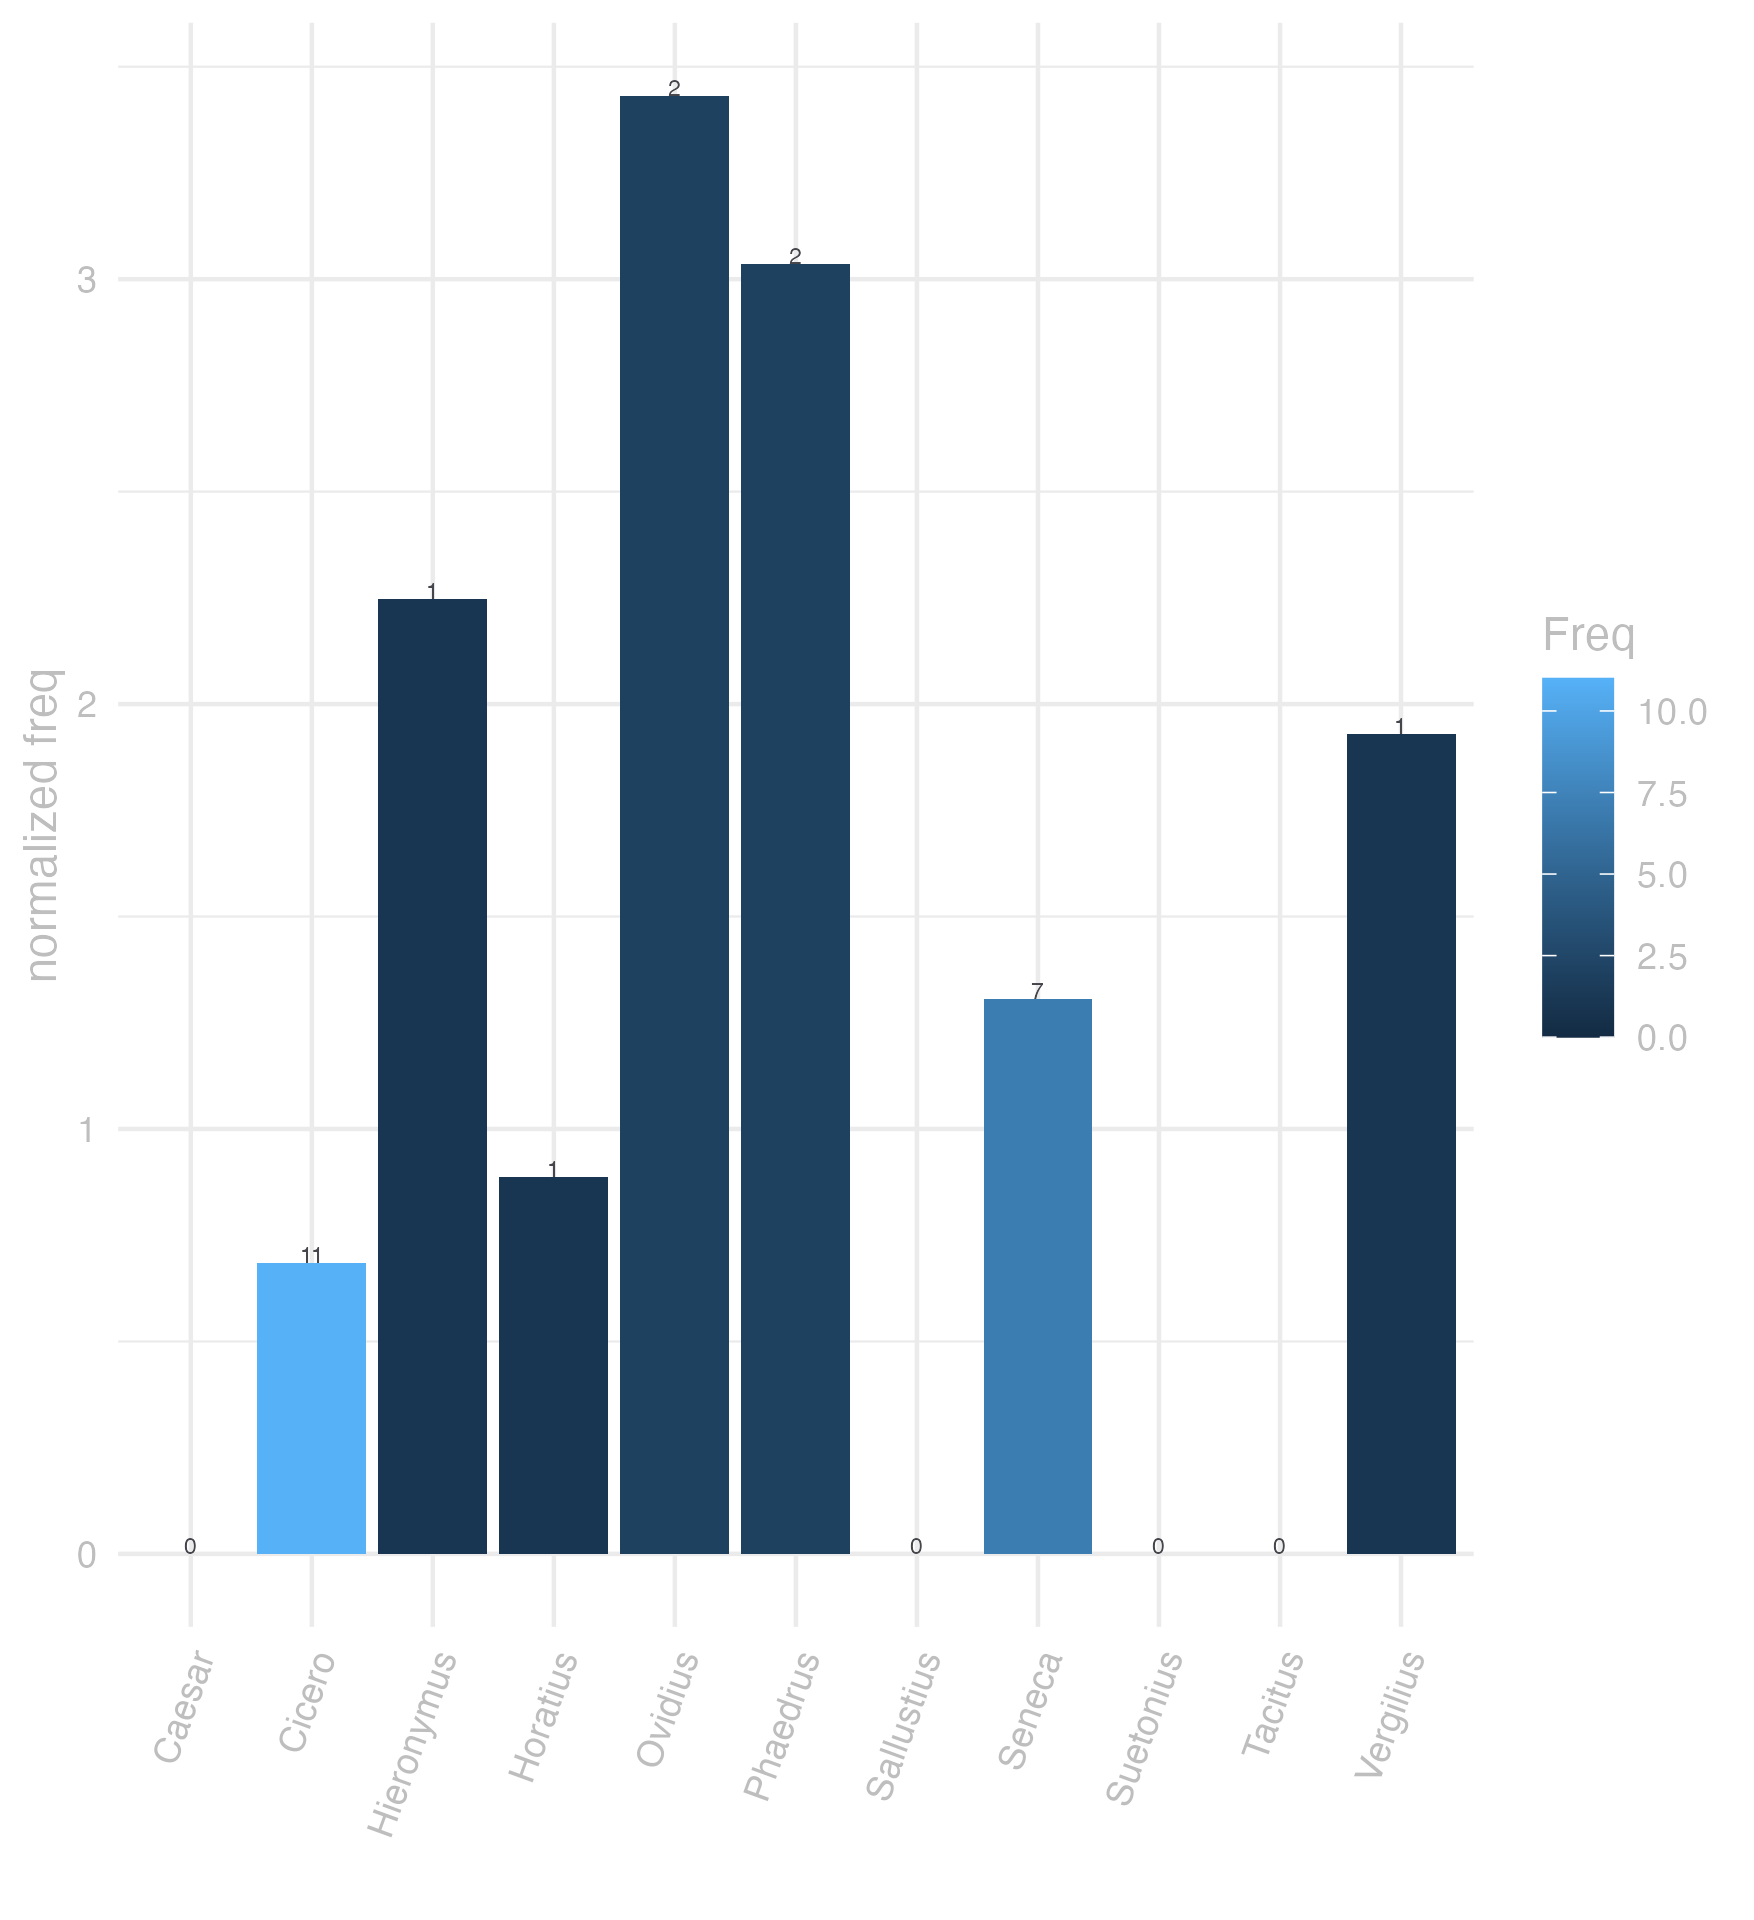 2
2
3
1
Freq
normalized freq
2
1
10.0
7.5
5.0
2.5
7
0.0
1
1
11
0
0
0
0
0
Caesar
Cicero
Hieronymus
Horatius
Ovidius
Phaedrus
Sallustius
Seneca
Suetonius
Tacitus
Vergilius